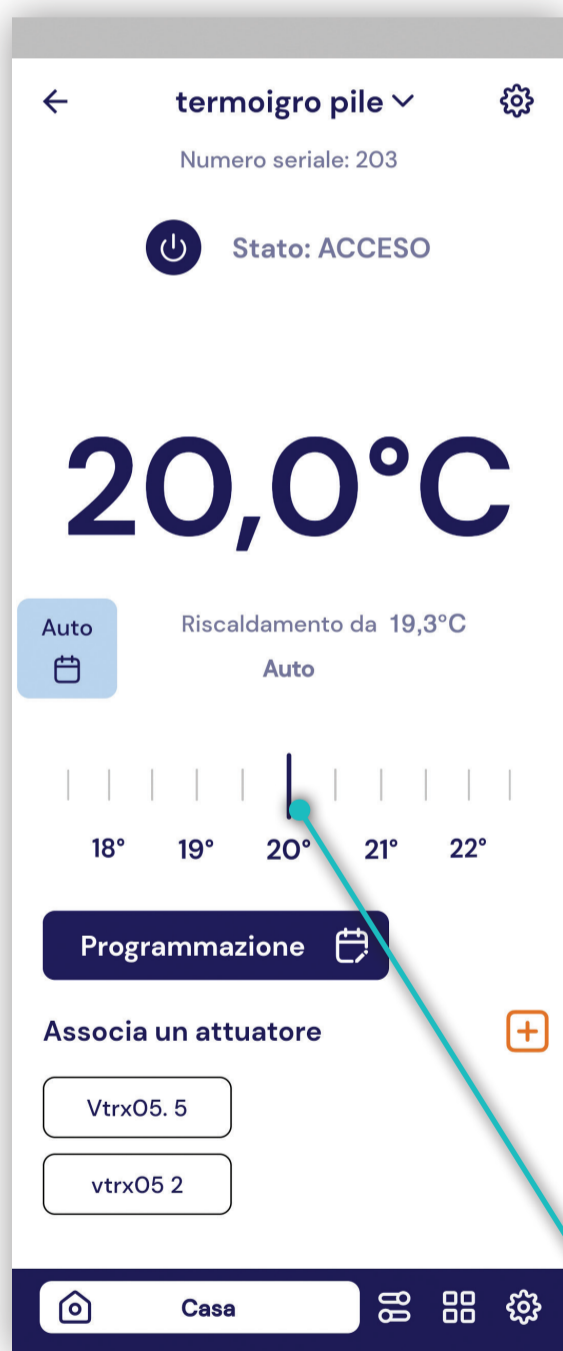 termoigro pile
Numero seriale: 203
Stato: ACCESO
20,0°C
Auto
Riscaldamento da 19,3°C
Auto
18° 19° 20° 21° 22°
Programmazione
Associa un attuatore
Vtrx05. 5
vtrx05 2
Casa